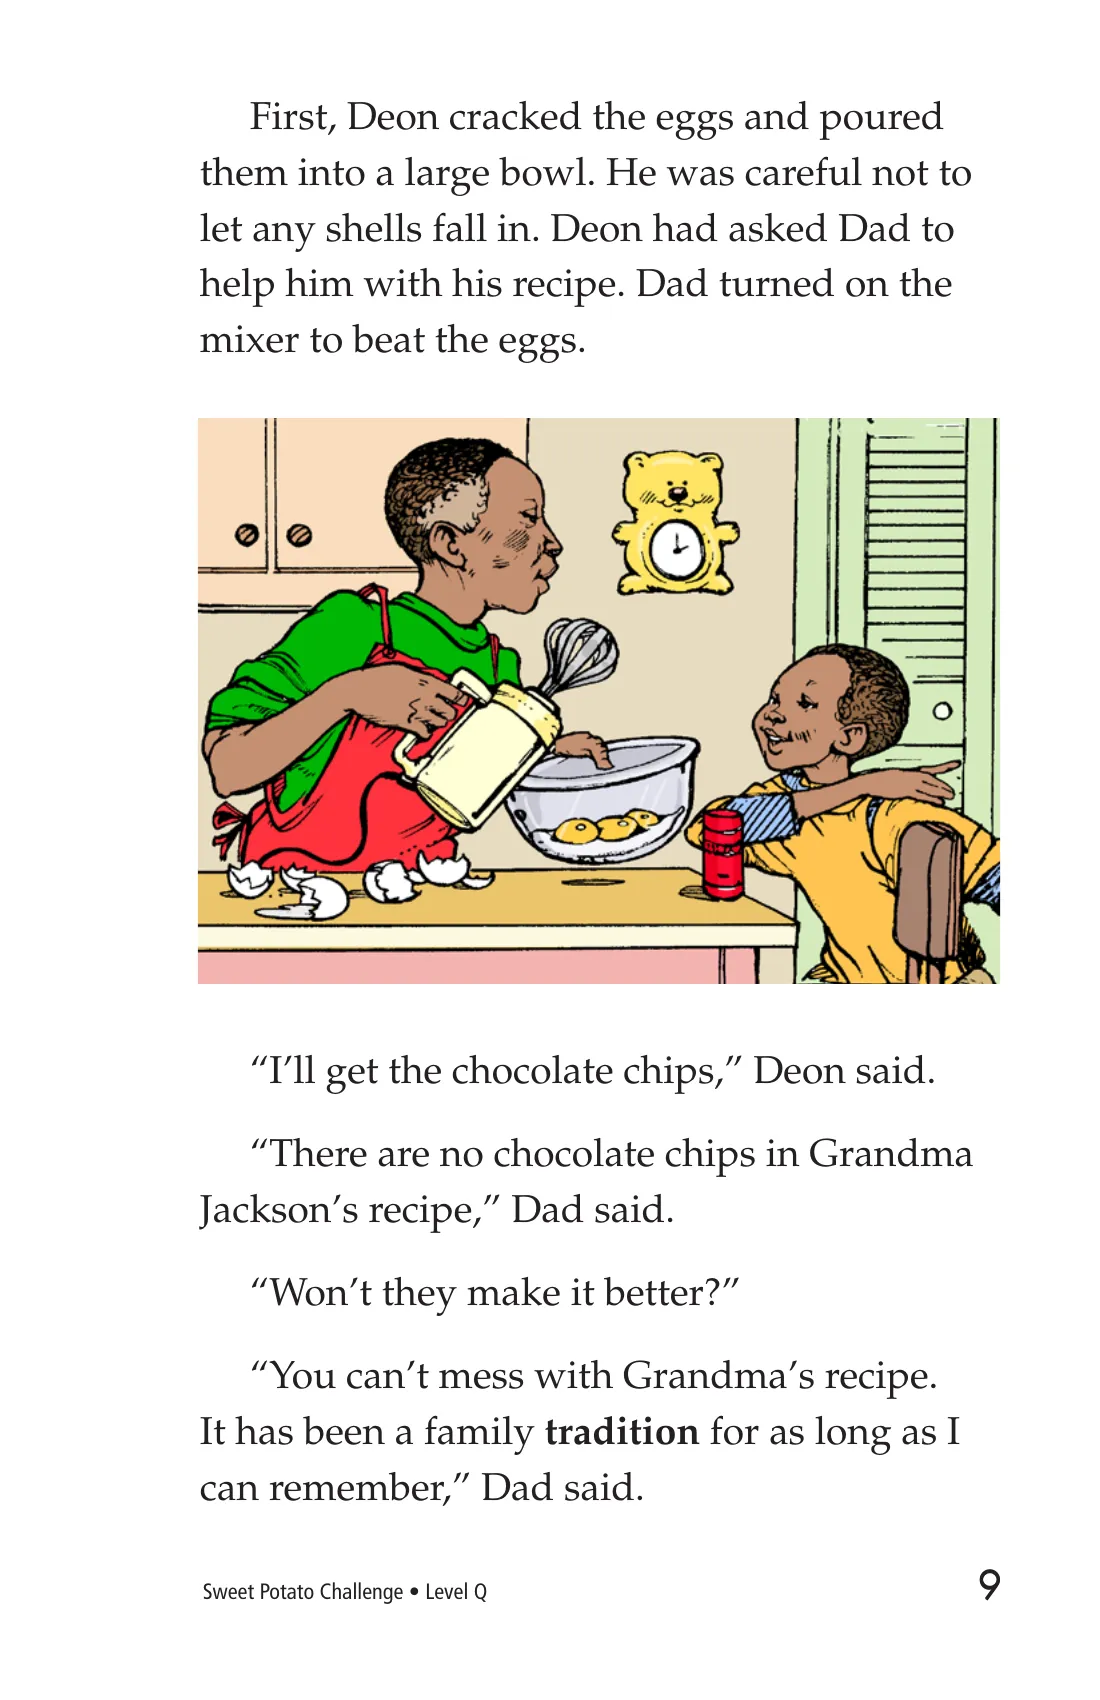 First, Deon cracked the eggs and poured
them into a large bowl. He was careful not to
let any shells fall in. Deon had asked Dad to
help him with his recipe. Dad turned on the
mixer to beat the eggs.
“I’ll get the chocolate chips,” Deon said.
“There are no chocolate chips in Grandma
Jackson’s recipe,” Dad said.
“Won’t they make it better?”
“You can’t mess with Grandma’s recipe.
It has been a family tradition for as long as I
can remember,” Dad said.
Sweet Potato Challenge • Level Q
9